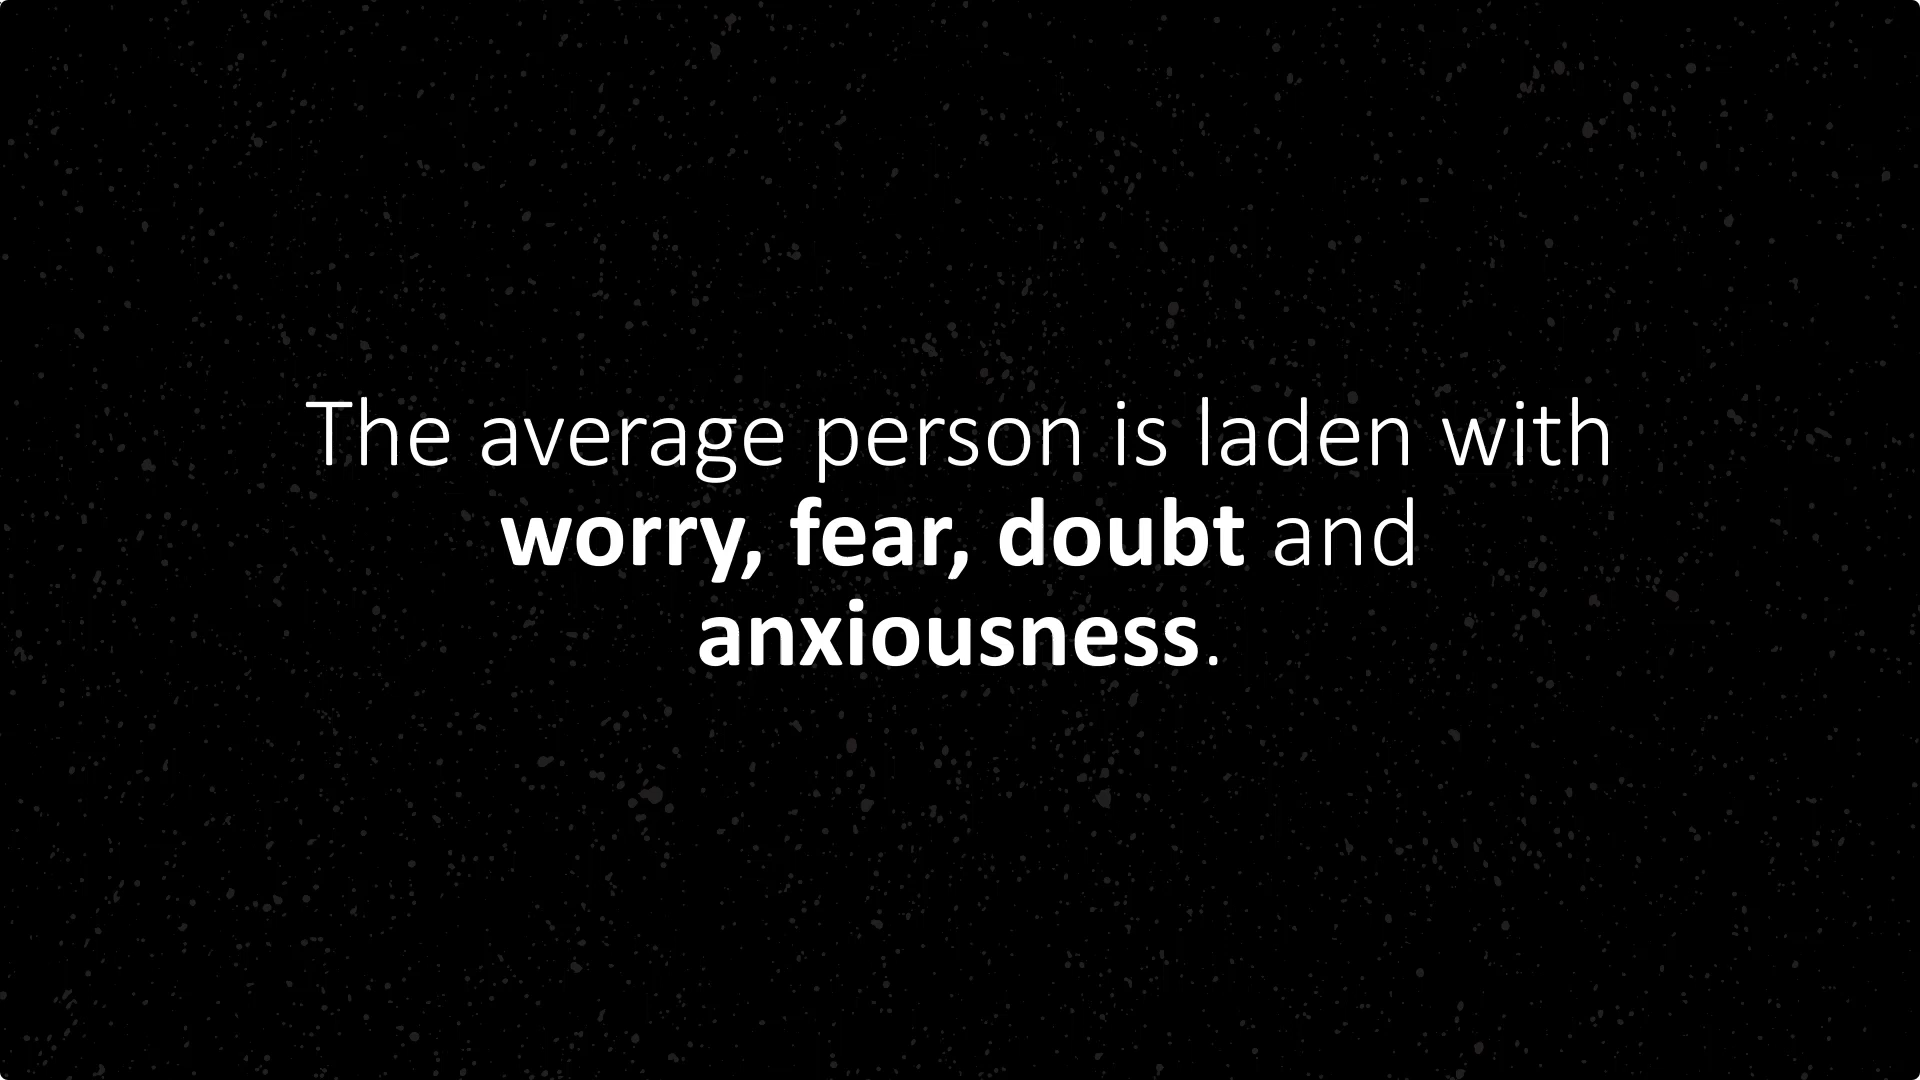 The average person is laden with
worry, fear, doubt and
anxiousness.